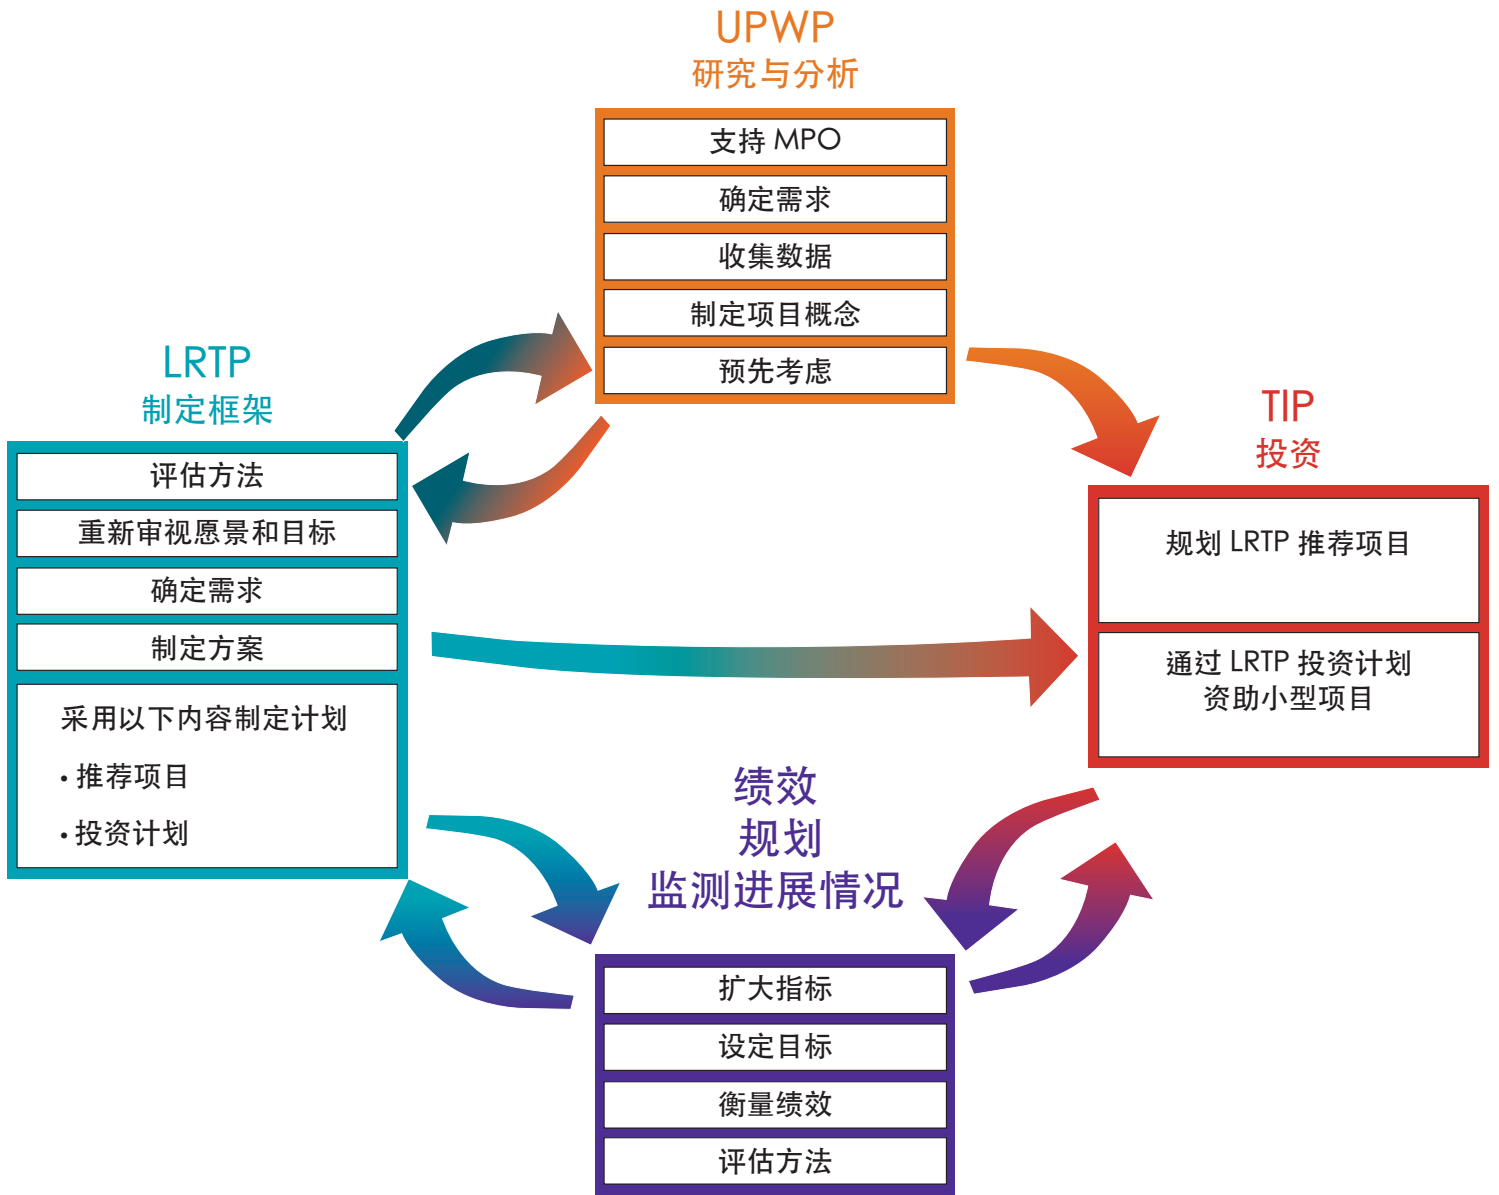 UPWP
研究与分析
支持 MPO
确定需求
收集数据
制定项目概念
预先考虑
LRTP
制定框架
评估方法
重新审视愿景和目标
确定需求
制定方案
采用以下内容制定计划
• 推荐项目
• 投资计划
TIP
投资
规划 LRTP 推荐项目
通过 LRTP 投资计划
资助小型项目
绩效
规划
监测进展情况
扩大指标
设定目标
衡量绩效
评估方法